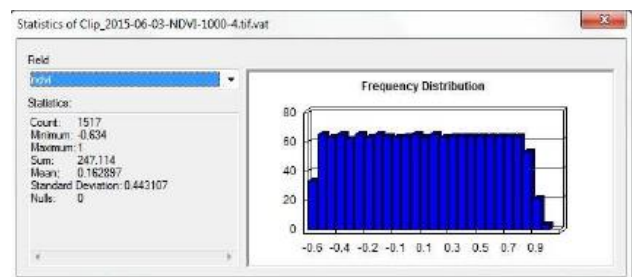 Statistics of Clip_2015-06-03-NDVI-1000-4.tif.vat
Field
ndvi
Statistics:
Count: 1517
Minimum: -0.634
Maximum: 1
Sum: 247.114
Mean: 0.162897
Standard Deviation: 0.443107
Nulls: 0
Frequency Distribution
80
60
40
20
0
-0.6 -0.4 -0.2 -0.1 0.1 0.3 0.5 0.7 0.9